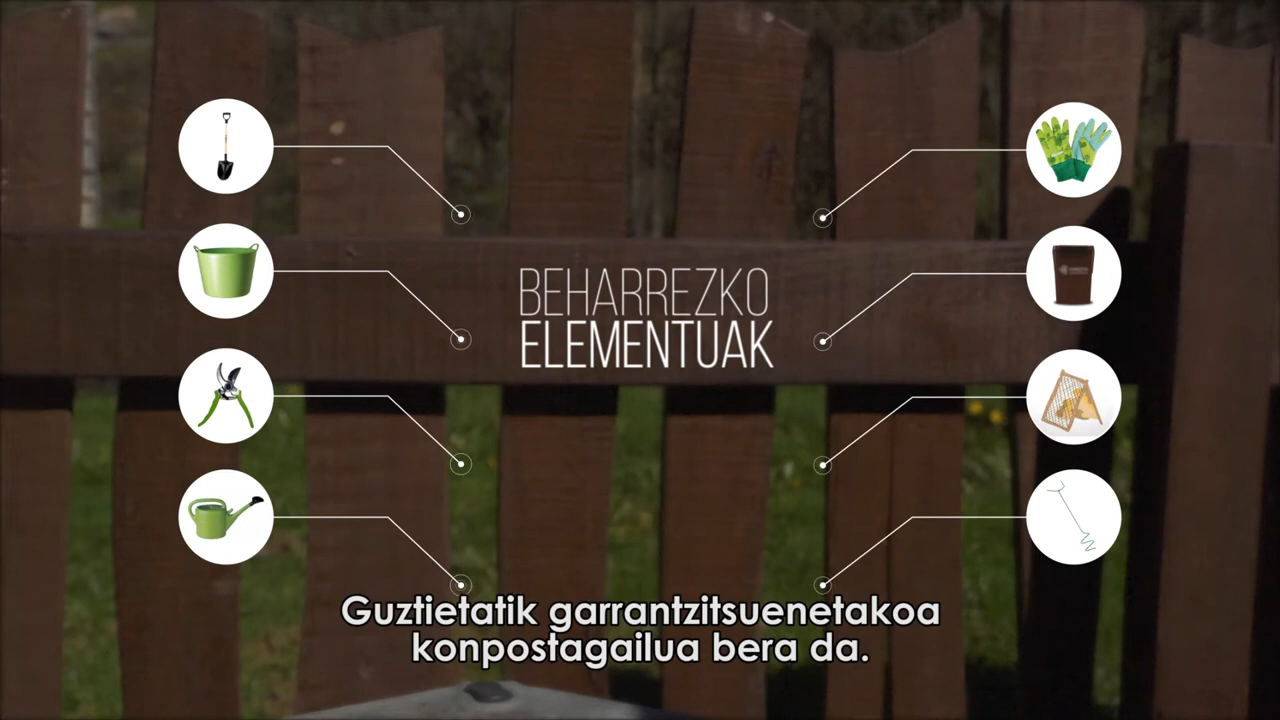 BEHARREZKO
ELEMENTUAK
Guztietatik garrantzitsuenetakoa
konpostagailua bera da.